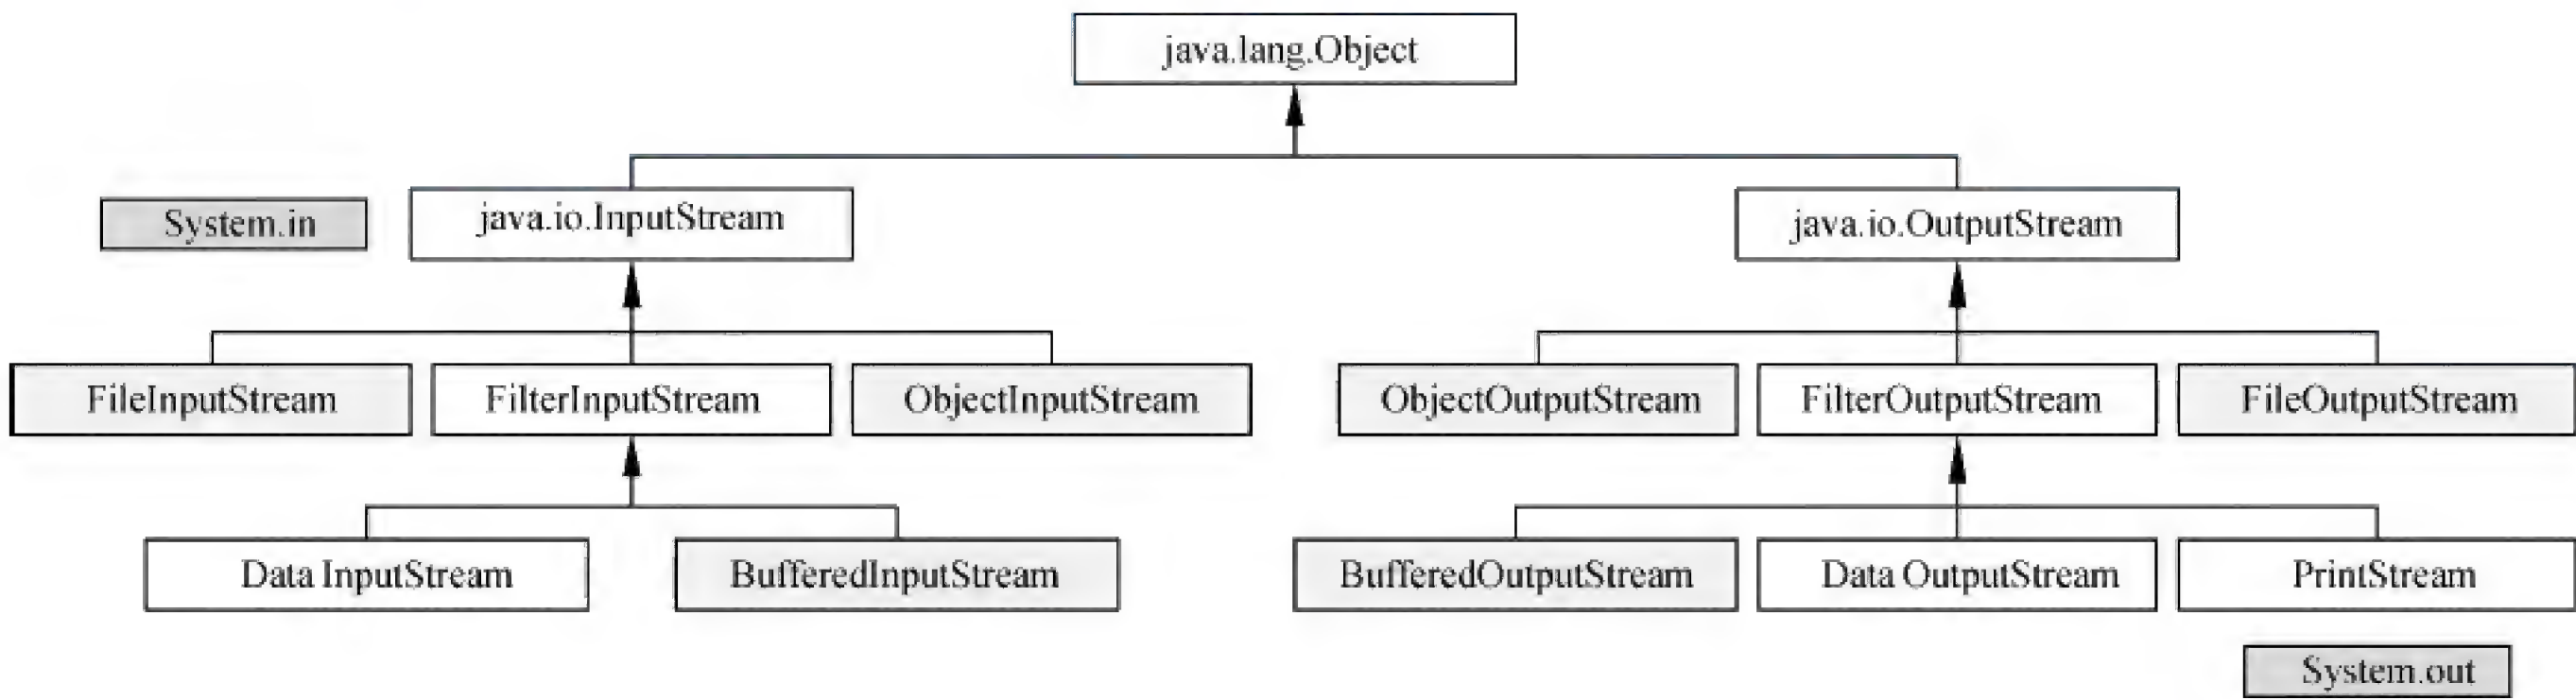 java.lang.Object
System.in
java.io.InputStream
java.io.OutputStream
FileInputStream
FilterInputStream
ObjectInputStream
ObjectOutputStream
FilterOutputStream
FileOutputStream
Data InputStream
BufferedInputStream
BufferedOutputStream
Data OutputStream
PrintStream
System.out